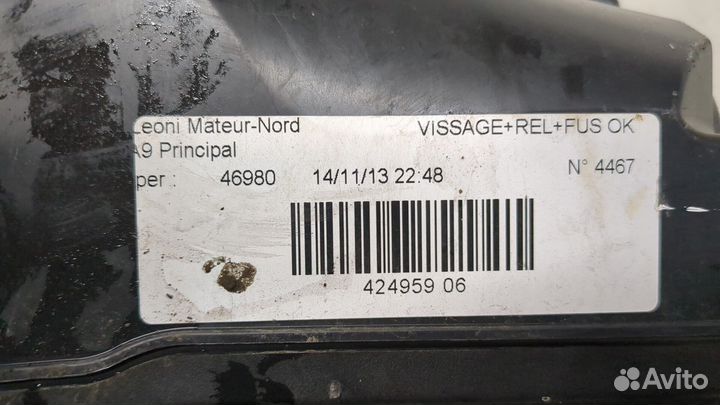 Leoni Mateur-Nord VISSAGE+REL+FUS OK
A9 Principal
per : 46980 14/11/13 22:48 N° 4467
424959 06
Avito